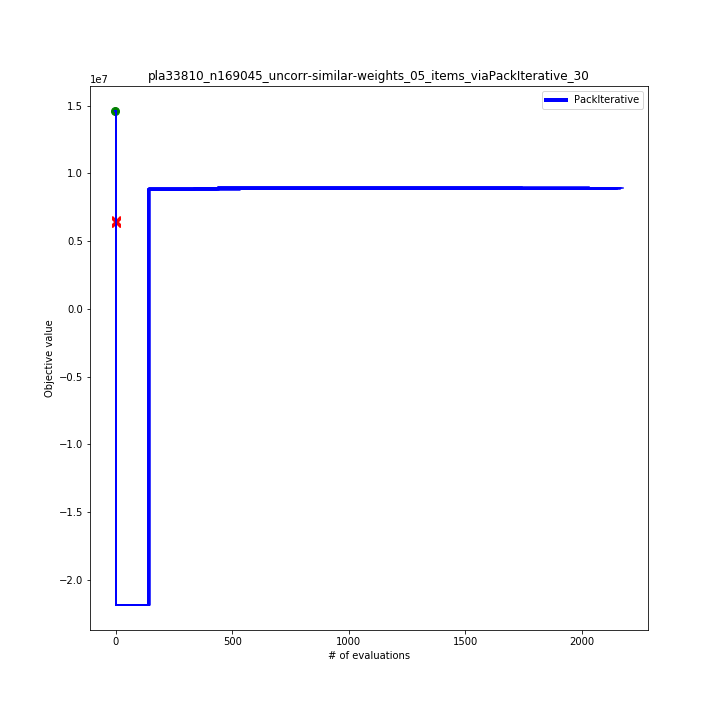 pla33810_n169045_uncorr-similar-weights_05_items_viaPackIterative_30
1e7
PackIterative
1.5
1.0
0.5
0.0
−0.5
−1.0
−1.5
−2.0
Objective value
0 500 1000 1500 2000
# of evaluations